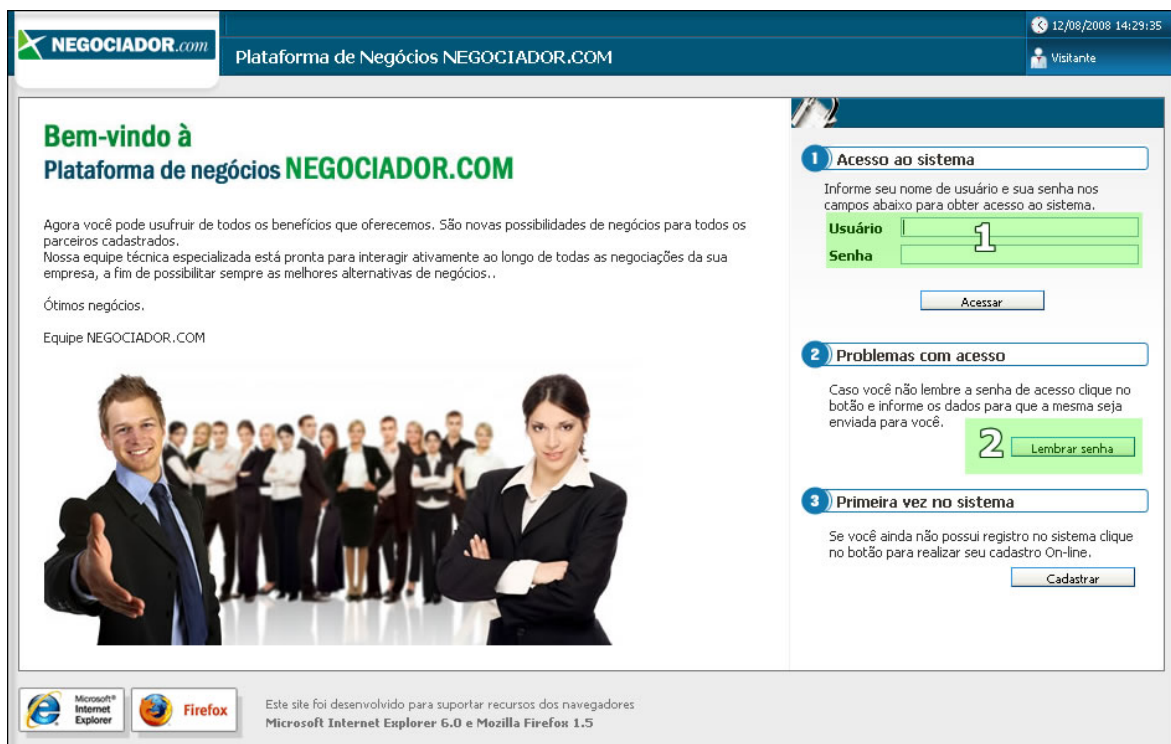 12/08/2008 14:29:35
NEGOCIADOR.com
Plataforma de Negócios NEGOCIADOR.COM
Visitante
Bem-vindo à
Plataforma de negócios NEGOCIADOR.COM
Agora você pode usufruir de todos os benefícios que oferecemos. São novas possibilidades de negócios para todos os
parceiros cadastrados.
Nossa equipe técnica especializada está pronta para interagir ativamente ao longo de todas as negociações da sua
empresa, a fim de possibilitar sempre as melhores alternativas de negócios..
Ótimos negócios.
Equipe NEGOCIADOR.COM
1 Acesso ao sistema
Informe seu nome de usuário e sua senha nos
campos abaixo para obter acesso ao sistema.
Usuário
1
Senha
Acessar
2 Problemas com acesso
Caso você não lembre a senha de acesso clique no
botão e informe os dados para que a mesma seja
enviada para você.
2 Lembrar senha
3 Primeira vez no sistema
Se você ainda não possui registro no sistema clique
no botão para realizar seu cadastro On-line.
Cadastrar
Microsoft®
Internet
Explorer
Firefox
Este site foi desenvolvido para suportar recursos dos navegadores
Microsoft Internet Explorer 6.0 e Mozilla Firefox 1.5